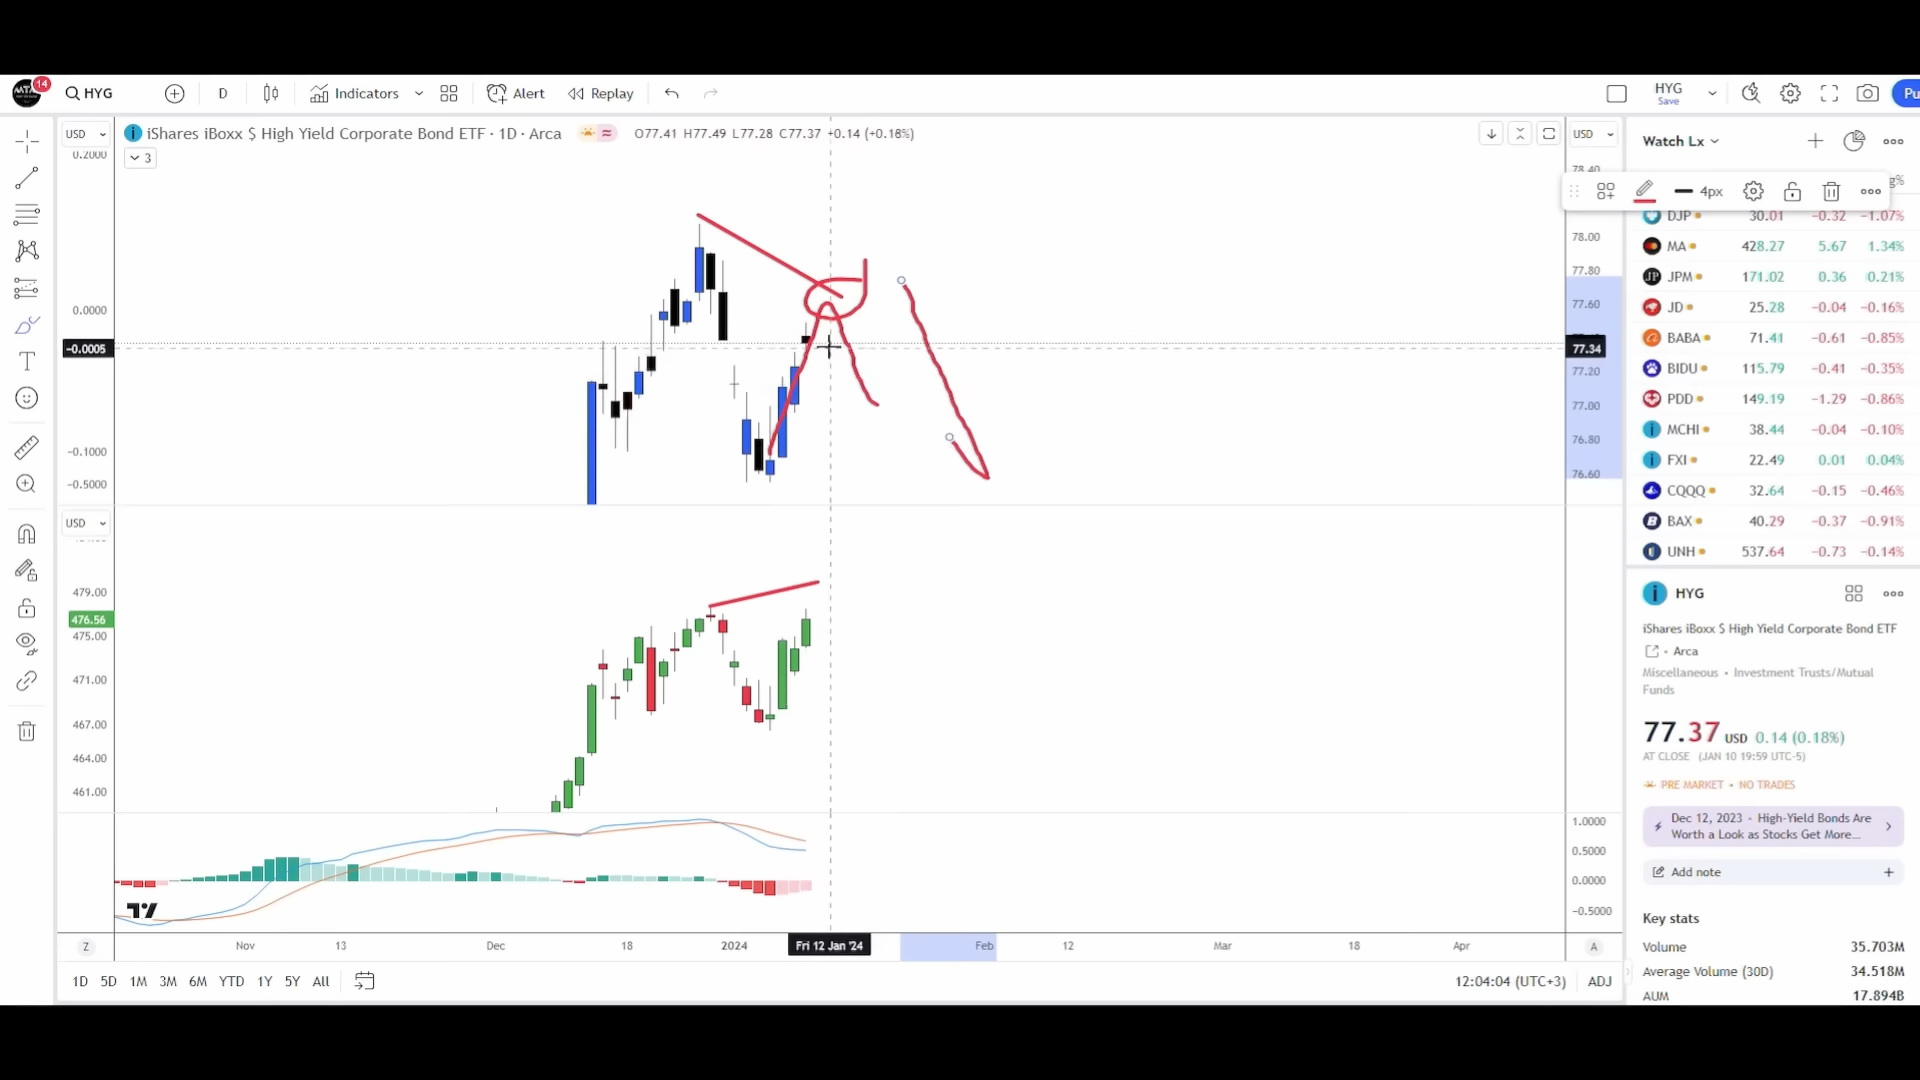 MTA 14 HYG D Indicators Alert Replay HYG Save Pu
USD iShares iBoxx $ High Yield Corporate Bond ETF · 1D · Arca O77.41 H77.49 L77.28 C77.37 +0.14 (+0.18%) USD
3
0.2000
0.0000
−0.0005
−0.1000
−0.5000
78.40
78.00
77.80
77.60
77.34
77.20
77.00
76.80
76.60
USD
479.00
476.56
475.00
471.00
467.00
464.00
461.00
1.0000
0.5000
0.0000
−0.5000
Z Nov 13 Dec 18 2024 Fri 12 Jan '24 Feb 12 Mar 18 Apr A
1D 5D 1M 3M 6M YTD 1Y 5Y All 12:04:04 (UTC+3) ADJ
Watch Lx
4px
DJP 30.01 −0.32 −1.07%
MA 428.27 5.67 1.34%
JPM 171.02 0.36 0.21%
JD 25.28 −0.04 −0.16%
BABA 71.41 −0.61 −0.85%
BIDU 115.79 −0.41 −0.35%
PDD 149.19 −1.29 −0.86%
MCHI 38.44 −0.04 −0.10%
FXI 22.49 0.01 0.04%
CQQQ 32.64 −0.15 −0.46%
BAX 40.29 −0.37 −0.91%
UNH 537.64 −0.73 −0.14%
HYG
iShares iBoxx $ High Yield Corporate Bond ETF
· Arca
Miscellaneous • Investment Trusts/Mutual
Funds
77.37 USD 0.14 (0.18%)
AT CLOSE (JAN 10 19:59 UTC-5)
PRE MARKET • NO TRADES
Dec 12, 2023 · High-Yield Bonds Are
Worth a Look as Stocks Get More…
Add note
Key stats
Volume 35.703M
Average Volume (30D) 34.518M
AUM 17.894B